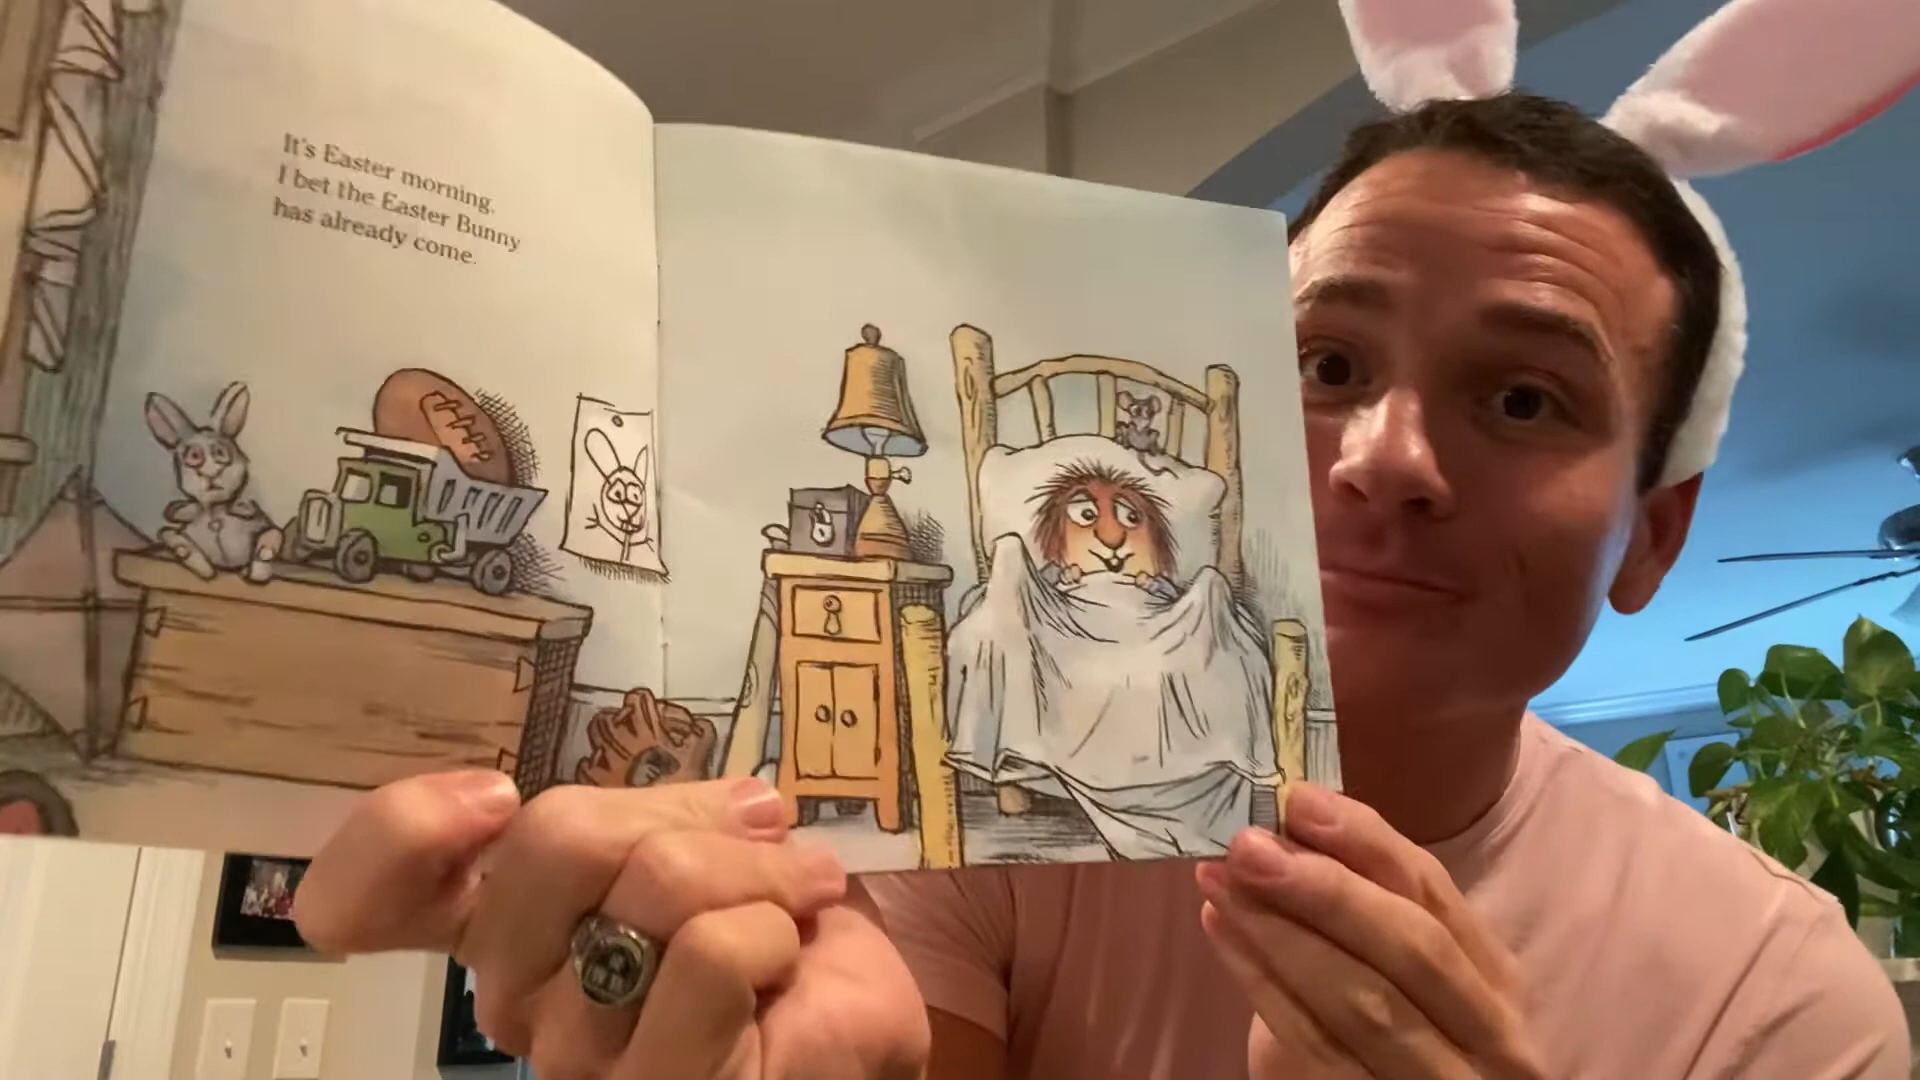 It's Easter morning.
I bet the Easter Bunny
has already come.